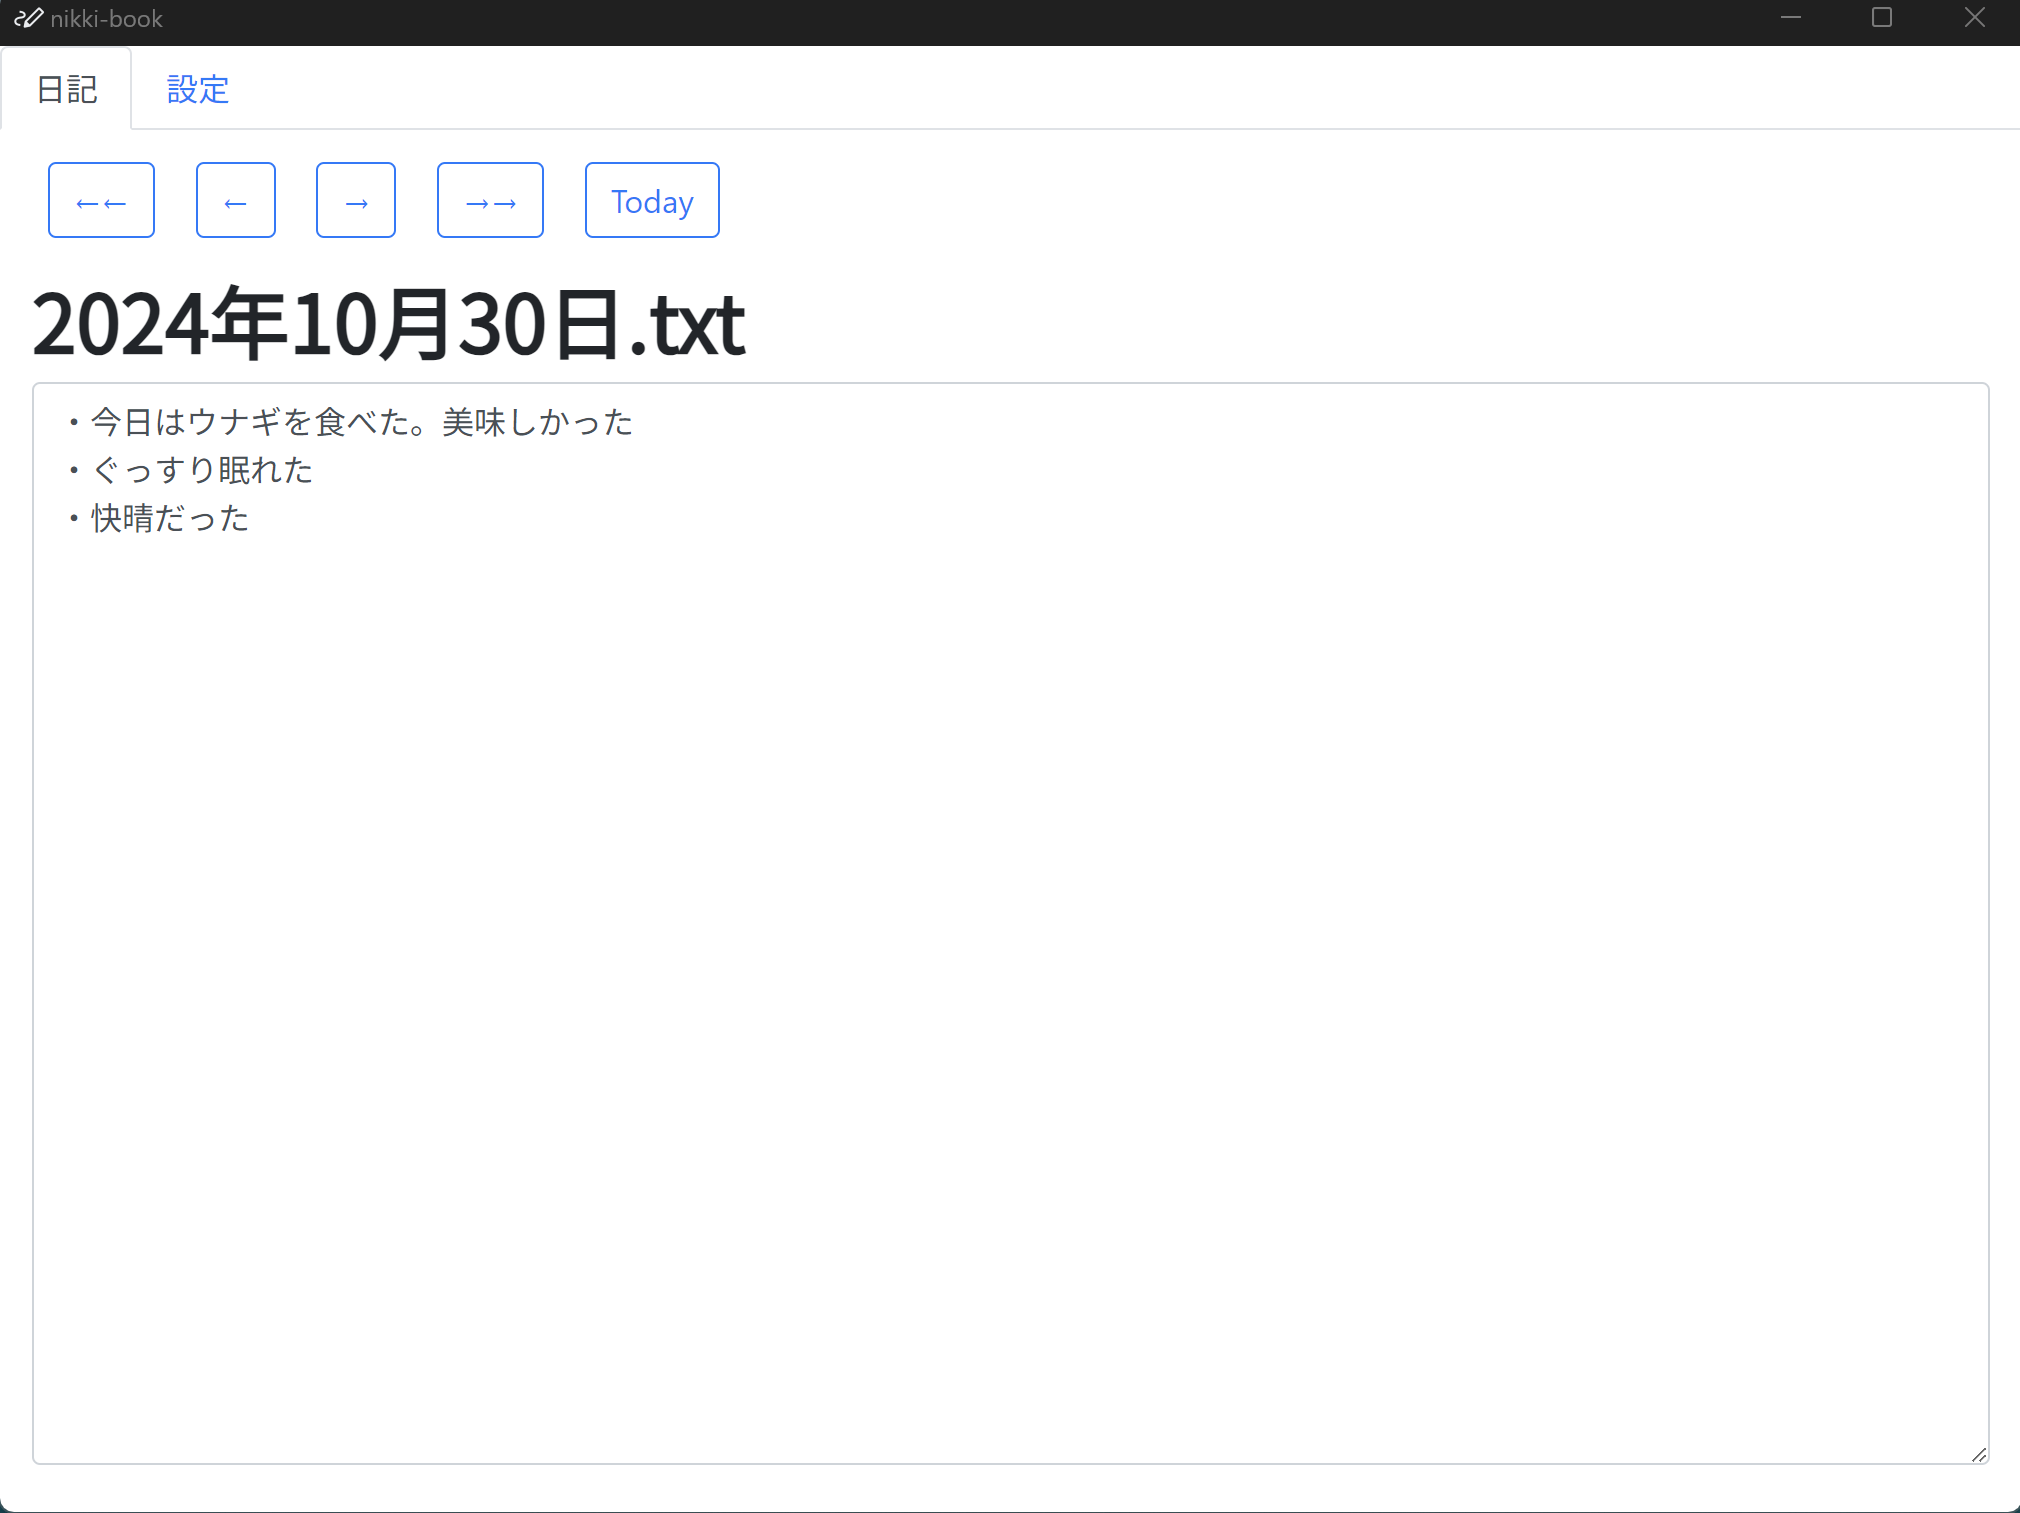 nikki-book
日記 設定
←← ← → →→ Today
2024年10月30日.txt
・今日はウナギを食べた。美味しかった
・ぐっすり眠れた
・快晴だった